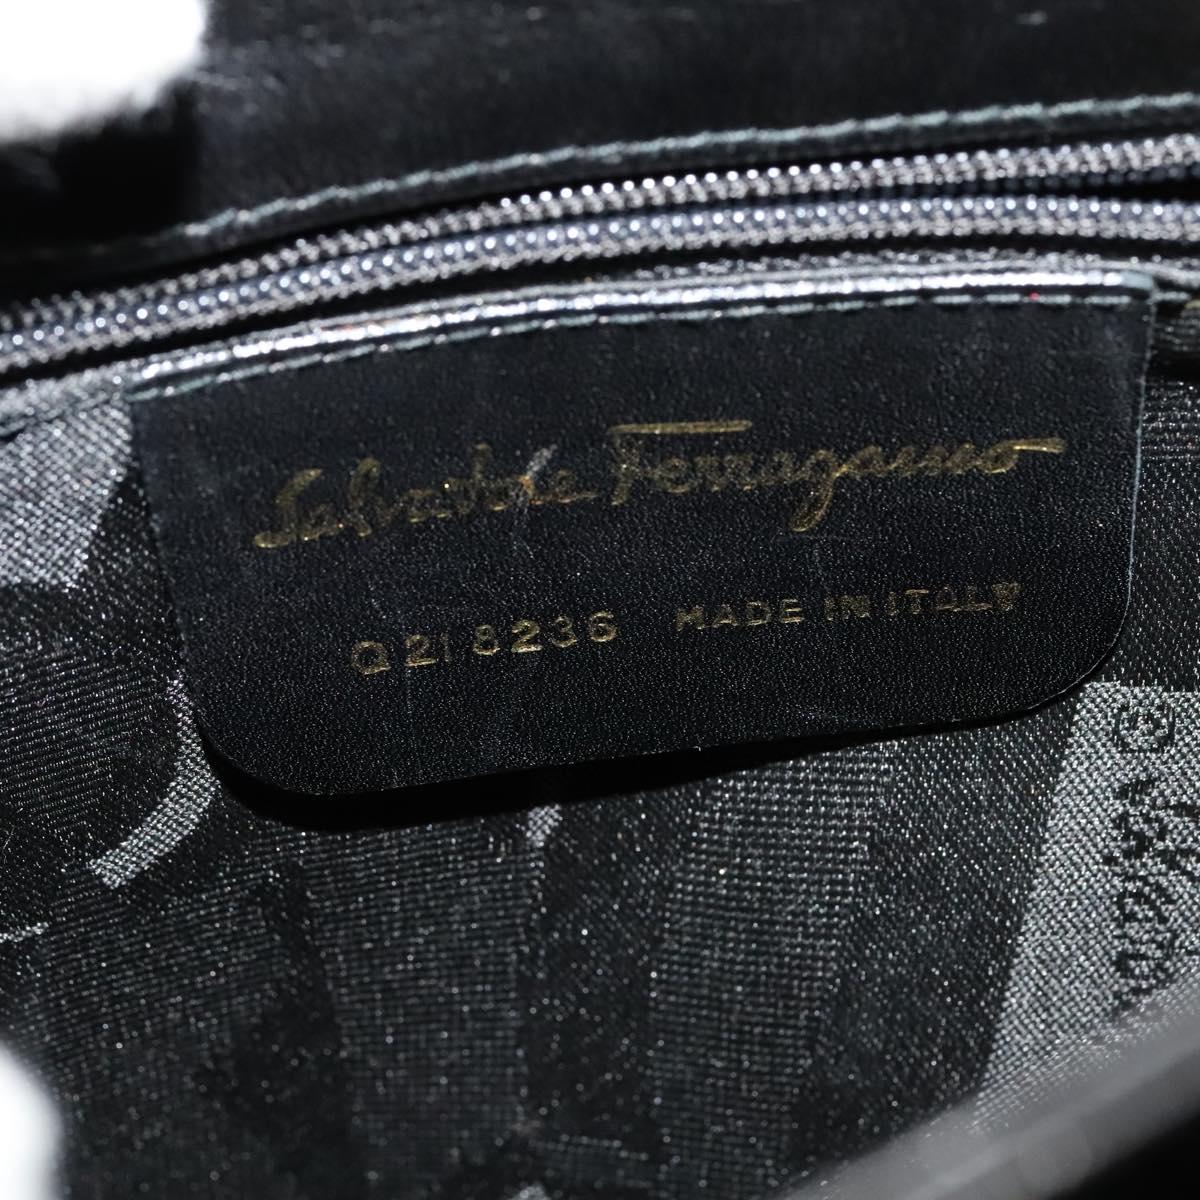 Salvatore Ferragamo
Q21 8236 MADE IN ITALY